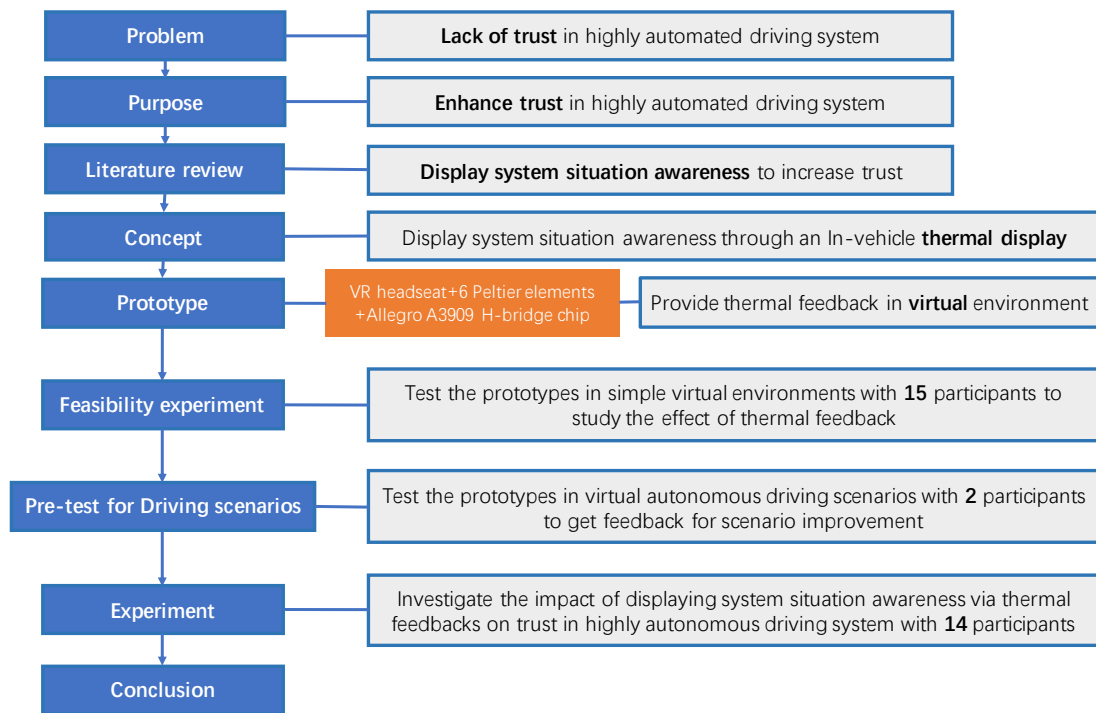 Problem
Lack of trust in highly automated driving system
Purpose
Enhance trust in highly automated driving system
Literature review
Display system situation awareness to increase trust
Concept
Display system situation awareness through an In-vehicle thermal display
Prototype
VR headseat+6 Peltier elements
+Allegro A3909 H-bridge chip
Provide thermal feedback in virtual environment
Feasibility experiment
Test the prototypes in simple virtual environments with 15 participants to
study the effect of thermal feedback
Pre-test for Driving scenarios
Test the prototypes in virtual autonomous driving scenarios with 2 participants
to get feedback for scenario improvement
Experiment
Investigate the impact of displaying system situation awareness via thermal
feedbacks on trust in highly autonomous driving system with 14 participants
Conclusion